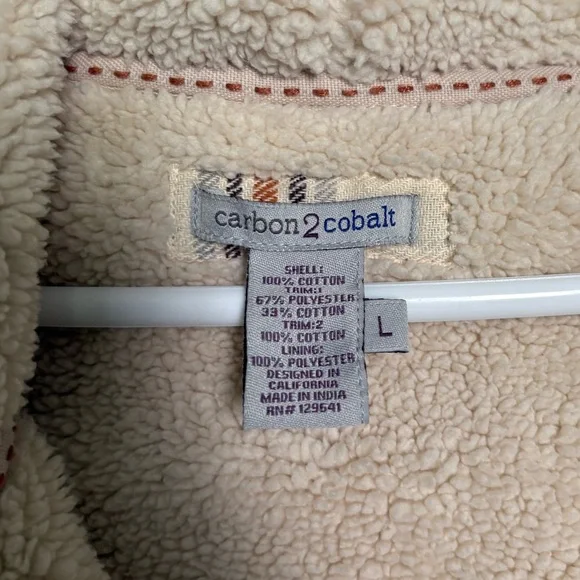 carbon2cobalt
SHELL:
100% COTTON
TRIM:1
67% POLYESTER
33% COTTON
TRIM:2
100% COTTON
LINING:
100% POLYESTER
DESIGNED IN
CALIFORNIA
MADE IN INDIA
RN# 129541
L